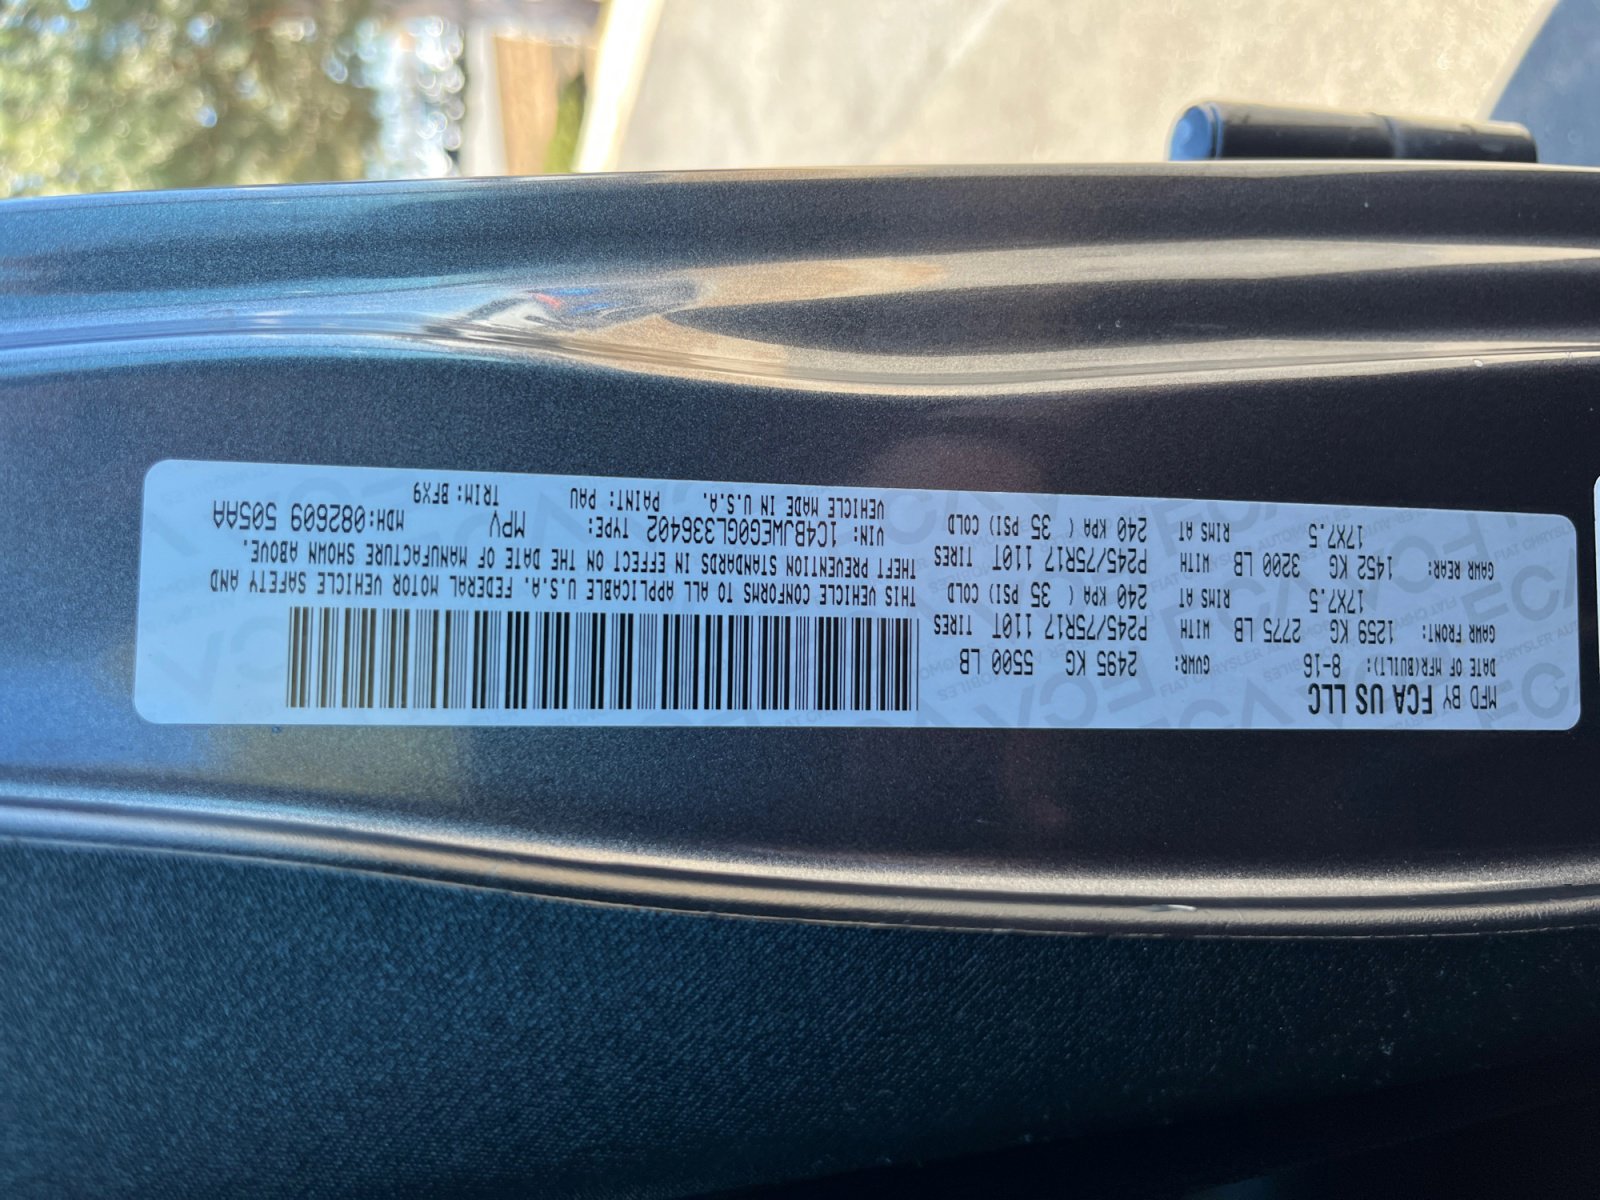 MFD BY FCA US LLC
DATE OF MFR(BUILT): 8-16 GVWR: 2495 KG 5500 LB
GAWR FRONT: 1259 KG 2775 LB WITH P245/75R17 110T TIRES
17X7.5 RIMS AT 240 KPA ( 35 PSI) COLD
GAWR REAR: 1452 KG 3200 LB WITH P245/75R17 110T TIRES
17X7.5 RIMS AT 240 KPA ( 35 PSI) COLD
THIS VEHICLE CONFORMS TO ALL APPLICABLE U.S.A. FEDERAL MOTOR VEHICLE SAFETY AND
THEFT PREVENTION STANDARDS IN EFFECT ON THE DATE OF MANUFACTURE SHOWN ABOVE.
VIN: 1C4BJWEG0GL336402 TYPE: MPV MDH:082609 505AA
VEHICLE MADE IN U.S.A. PAINT: PAU TRIM: BFX9